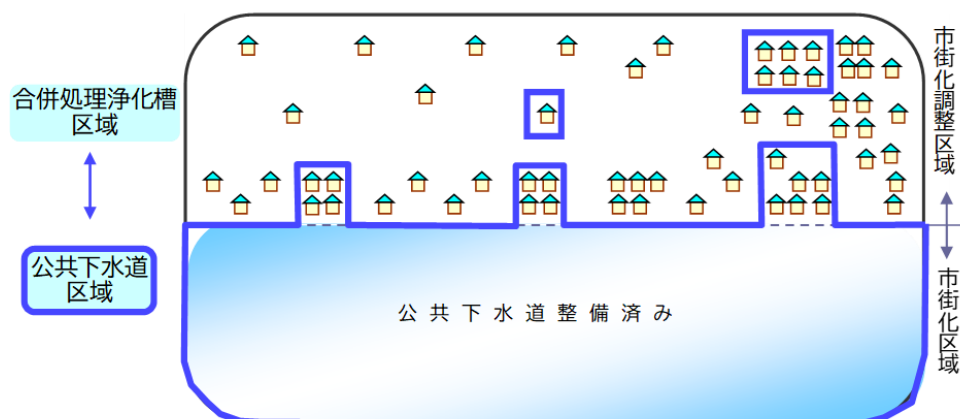 合併処理浄化槽
区域
公共下水道
区域
公共下水道整備済み
市街化調整区域
市街化区域